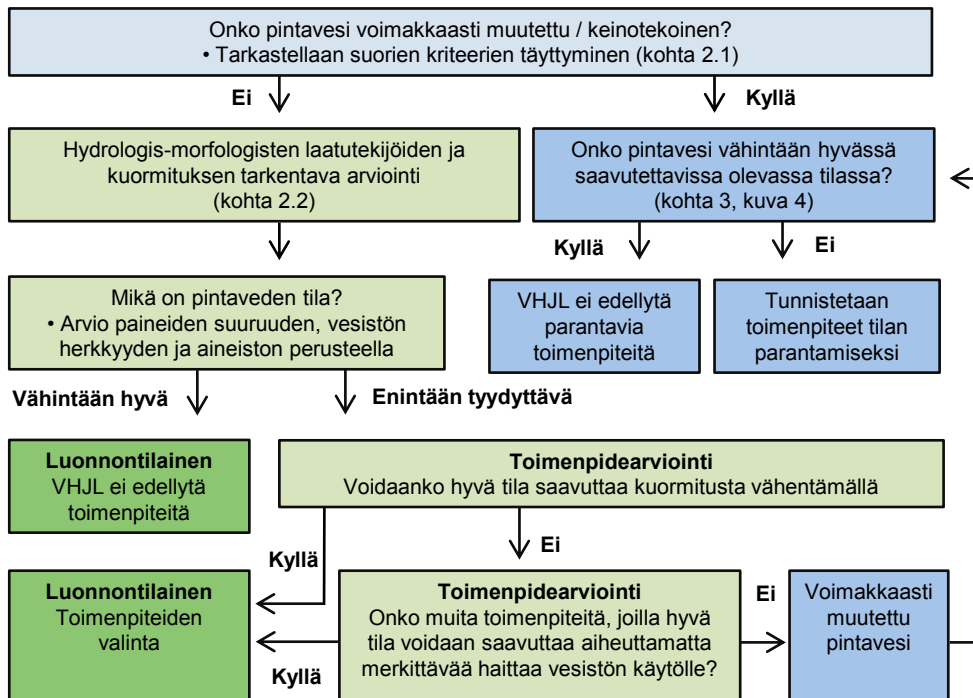 Onko pintavesi voimakkaasti muutettu / keinotekoinen?
• Tarkastellaan suorien kriteerien täyttyminen (kohta 2.1)
Ei
Kyllä
Hydrologis-morfologisten laatutekijöiden ja
kuormituksen tarkentava arviointi
(kohta 2.2)
Onko pintavesi vähintään hyvässä
saavutettavissa olevassa tilassa?
(kohta 3, kuva 4)
Kyllä
Ei
Mikä on pintaveden tila?
• Arvio paineiden suuruuden, vesistön
herkkyyden ja aineiston perusteella
VHJL ei edellytä
parantavia
toimenpiteitä
Tunnistetaan
toimenpiteet tilan
parantamiseksi
Vähintään hyvä
Enintään tyydyttävä
Luonnontilainen
VHJL ei edellytä
toimenpiteitä
Toimenpidearviointi
Voidaanko hyvä tila saavuttaa kuormitusta vähentämällä
Kyllä
Ei
Luonnontilainen
Toimenpiteiden
valinta
Toimenpidearviointi
Onko muita toimenpiteitä, joilla hyvä
tila voidaan saavuttaa aiheuttamatta
merkittävää haittaa vesistön käytölle?
Kyllä
Ei
Voimakkaasti
muutettu
pintavesi